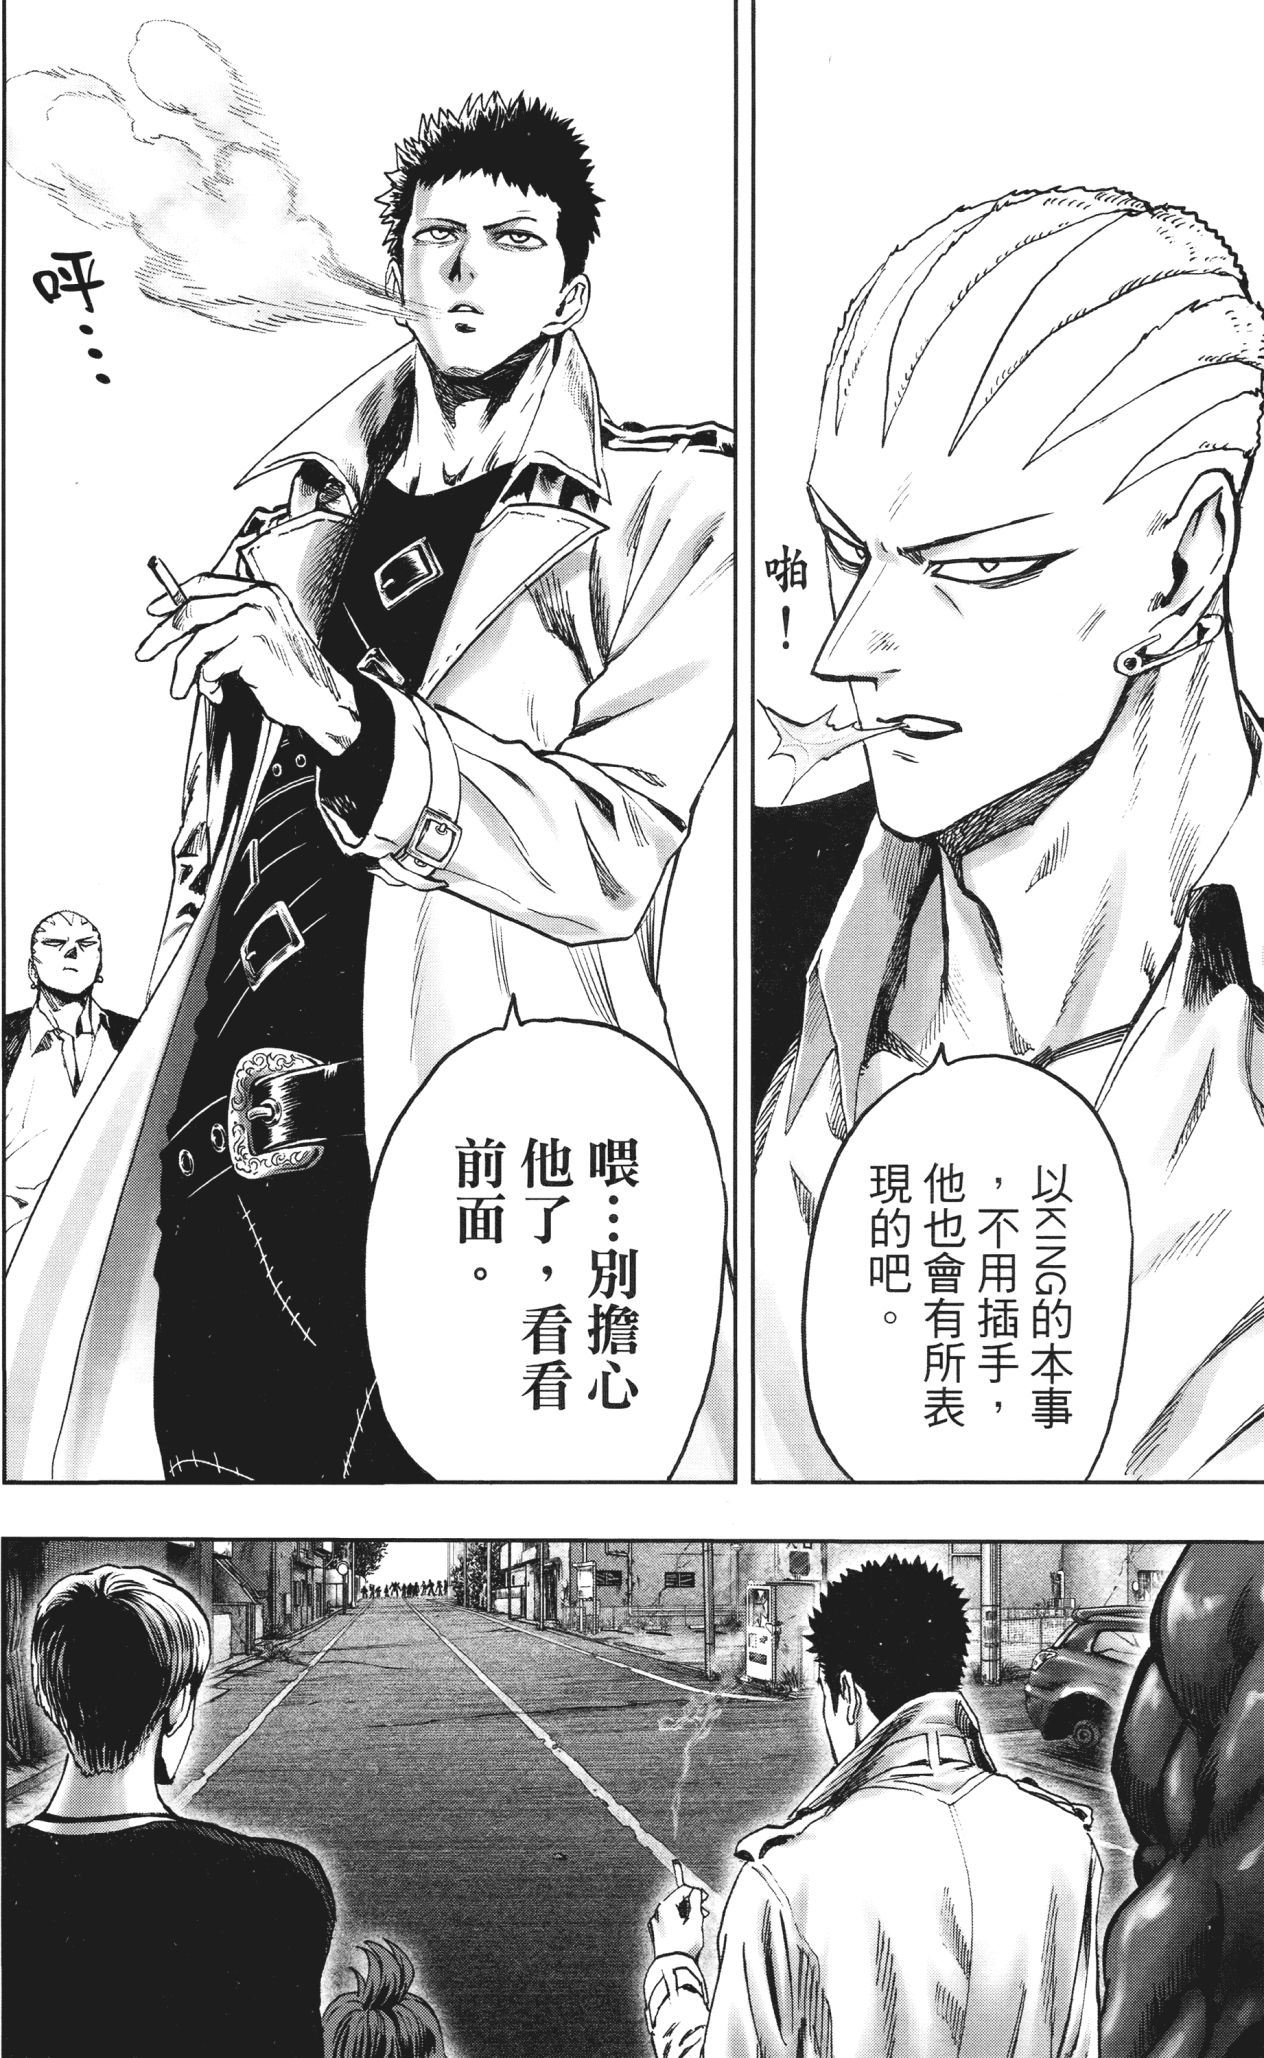 啪！
以KING的本事
，不用插手，
他也會有所表
現的吧。
呼…
喂…別擔心
他了，看看
前面。